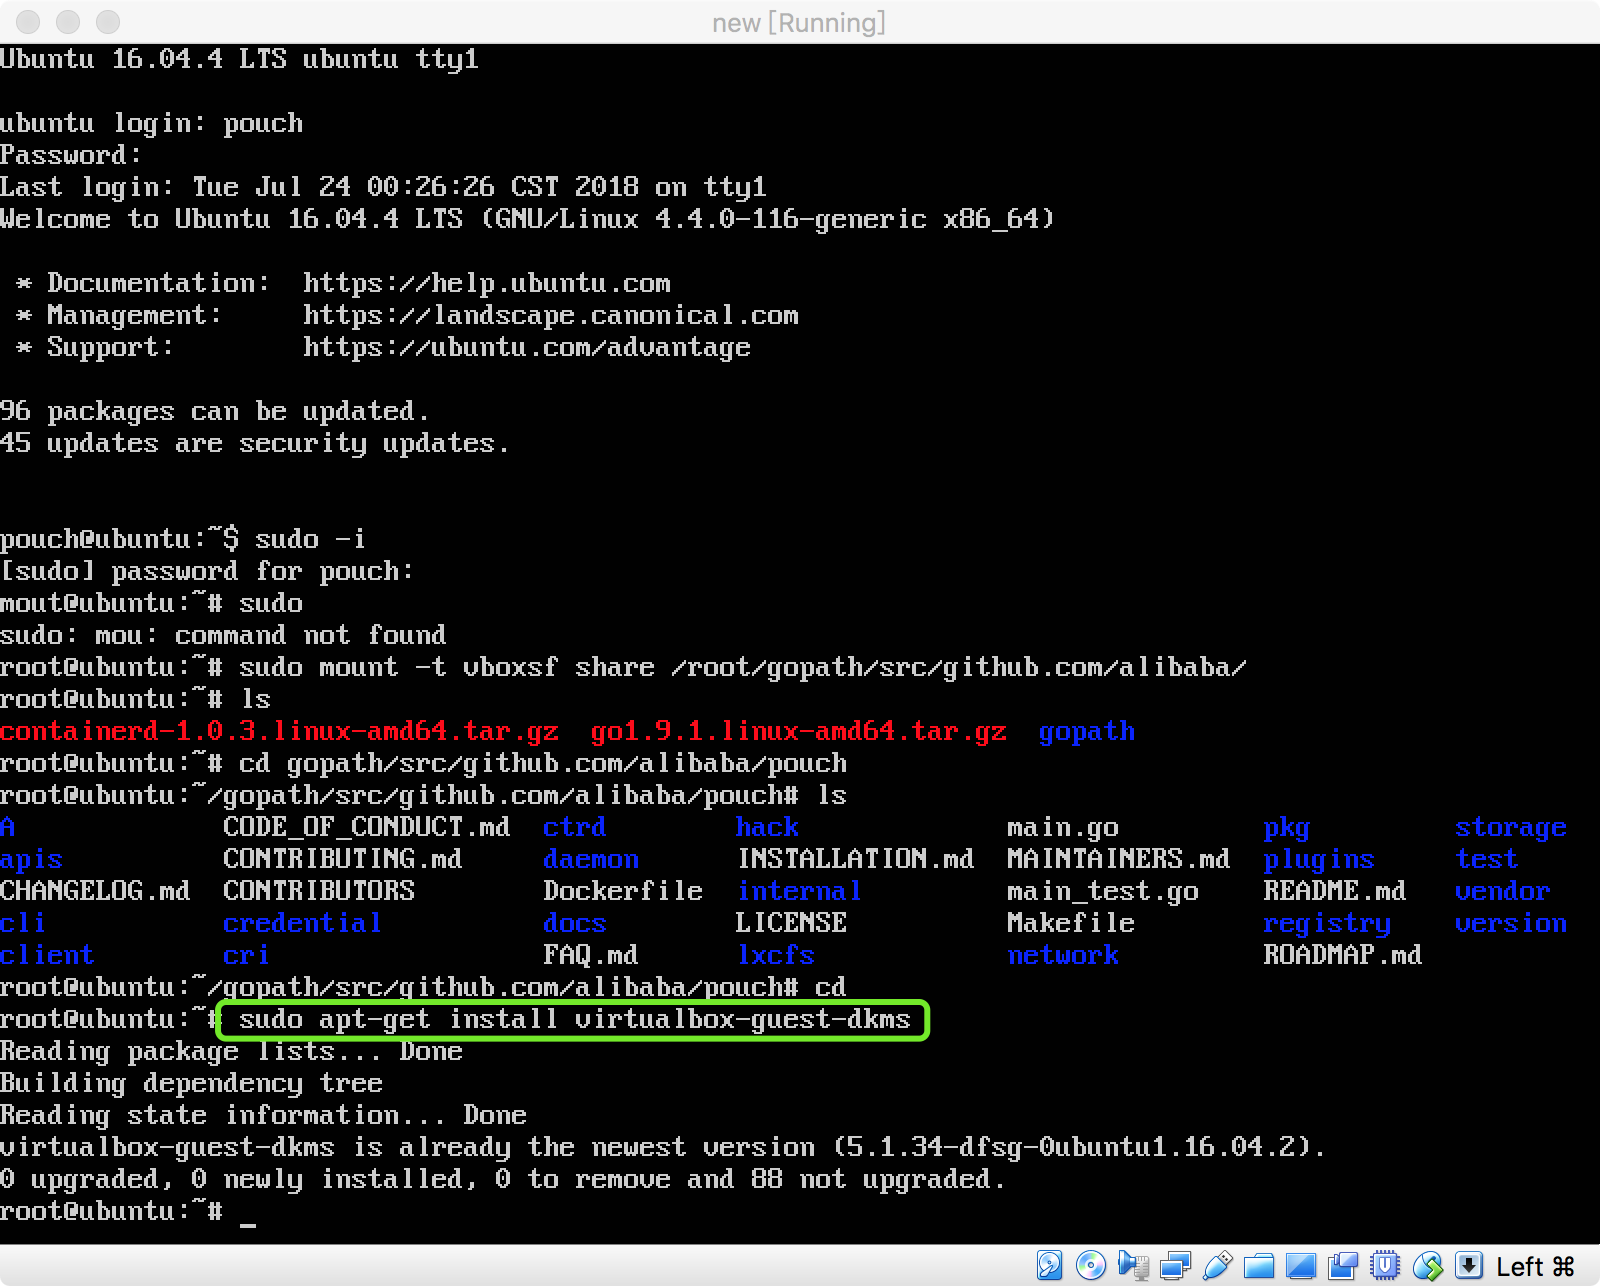 new [Running]
Ubuntu 16.04.4 LTS ubuntu tty1
ubuntu login: pouch
Password:
Last login: Tue Jul 24 00:26:26 CST 2018 on tty1
Welcome to Ubuntu 16.04.4 LTS (GNU/Linux 4.4.0-116-generic x86_64)
 * Documentation:  https://help.ubuntu.com
 * Management:     https://landscape.canonical.com
 * Support:        https://ubuntu.com/advantage
96 packages can be updated.
45 updates are security updates.
pouch@ubuntu:~$ sudo -i
[sudo] password for pouch:
mout@ubuntu:~# sudo
sudo: mou: command not found
root@ubuntu:~# sudo mount -t vboxsf share /root/gopath/src/github.com/alibaba/
root@ubuntu:~# ls
containerd-1.0.3.linux-amd64.tar.gz  go1.9.1.linux-amd64.tar.gz  gopath
root@ubuntu:~# cd gopath/src/github.com/alibaba/pouch
root@ubuntu:~/gopath/src/github.com/alibaba/pouch# ls
A             CODE_OF_CONDUCT.md  ctrd        hack             main.go        pkg         storage
apis          CONTRIBUTING.md     daemon      INSTALLATION.md  MAINTAINERS.md  plugins     test
CHANGELOG.md  CONTRIBUTORS        Dockerfile  internal         main_test.go   README.md   vendor
cli           credential          docs        LICENSE          Makefile       registry    version
client        cri                 FAQ.md      lxcfs            network        ROADMAP.md
root@ubuntu:~/gopath/src/github.com/alibaba/pouch# cd
root@ubuntu:~# sudo apt-get install virtualbox-guest-dkms
Reading package lists... Done
Building dependency tree
Reading state information... Done
virtualbox-guest-dkms is already the newest version (5.1.34-dfsg-0ubuntu1.16.04.2).
0 upgraded, 0 newly installed, 0 to remove and 88 not upgraded.
root@ubuntu:~# _
Left ⌘